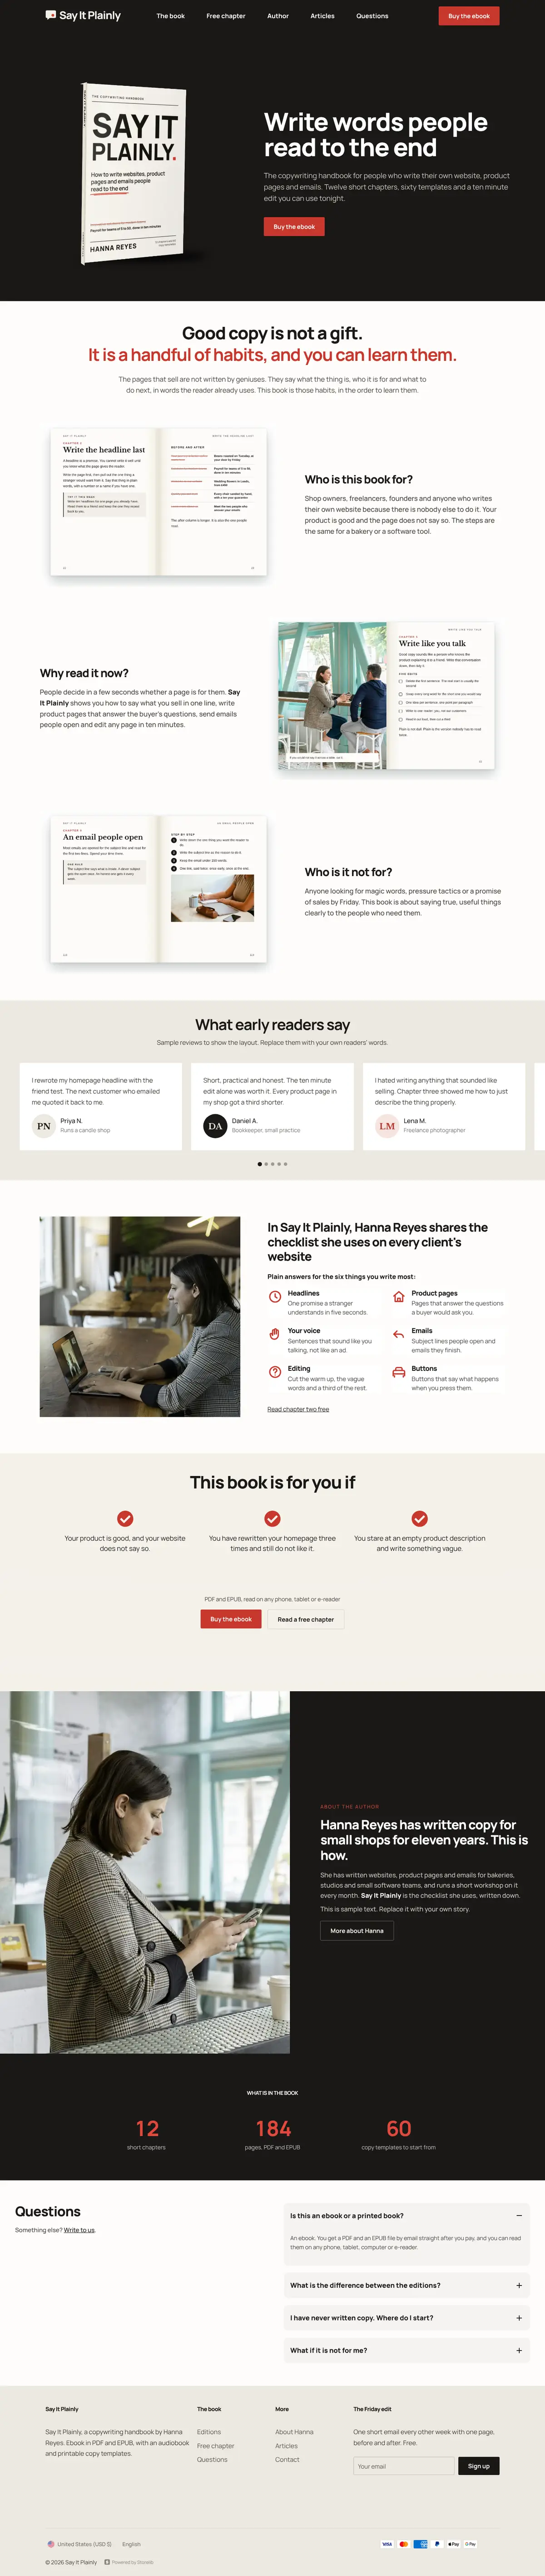 Say It Plainly
The book
Free chapter
Author
Articles
Questions
Buy the ebook
THE COPYWRITING HANDBOOK
SAY IT
PLAINLY.
How to write websites, product
pages and emails people
read to the end
Payroll for teams of 5 to 50, done in ten minutes
HANNA REYES
Write words people
read to the end
The copywriting handbook for people who write their own website, product
pages and emails. Twelve short chapters, sixty templates and a ten minute
edit you can use tonight.
Buy the ebook
Good copy is not a gift.
It is a handful of habits, and you can learn them.
The pages that sell are not written by geniuses. They say what the thing is, who it is for and what to
do next, in words the reader already uses. This book is those habits, in the order to learn them.
SAY IT PLAINLY
Write the headline last
BEFORE AND AFTER
Who is this book for?
Shop owners, freelancers, founders and anyone who writes
their own website because there is nobody else to do it. Your
product is good and the page does not say so. The steps are
the same for a bakery or a software tool.
Why read it now?
People decide in a few seconds whether a page is for them. Say
It Plainly shows you how to say what you sell in one line, write
product pages that answer the buyer's questions, send emails
people open and edit any page in ten minutes.
WRITE LIKE YOU TALK
Write like you talk
SAY IT PLAINLY
An email people open
STEP BY STEP
Who is it not for?
Anyone looking for magic words, pressure tactics or a promise
of sales by Friday. This book is about saying true, useful things
clearly to the people who need them.
What early readers say
Sample reviews to show the layout. Replace them with your own readers' words.
I rewrote my homepage headline with the
friend test. The next customer who emailed
me quoted it back to me.
PN
Priya N.
Runs a candle shop
Short, practical and honest. The ten minute
edit alone was worth it. Every product page in
my shop got a third shorter.
DA
Daniel A.
Bookkeeper, small practice
I hated writing anything that sounded like
selling. Chapter three showed me how to just
describe the thing properly.
LM
Lena M.
Freelance photographer
In Say It Plainly, Hanna Reyes shares the
checklist she uses on every client's
website
Plain answers for the six things you write most:
Headlines
One promise a stranger
understands in five seconds.
Product pages
Pages that answer the questions
a buyer would ask you.
Your voice
Sentences that sound like you
talking, not like an ad.
Emails
Subject lines people open and
emails they finish.
Editing
Cut the warm up, the vague
words and a third of the rest.
Buttons
Buttons that say what happens
when you press them.
Read chapter two free
This book is for you if
Your product is good, and your website
does not say so.
You have rewritten your homepage three
times and still do not like it.
You stare at an empty product description
and write something vague.
PDF and EPUB, read on any phone, tablet or e-reader
Buy the ebook
Read a free chapter
ABOUT THE AUTHOR
Hanna Reyes has written copy for
small shops for eleven years. This is
how.
She has written websites, product pages and emails for bakeries,
studios and small software teams, and runs a short workshop on it
every month. Say It Plainly is the checklist she uses, written down.
This is sample text. Replace it with your own story.
More about Hanna
WHAT IS IN THE BOOK
12
short chapters
184
pages, PDF and EPUB
60
copy templates to start from
Questions
Something else? Write to us.
Is this an ebook or a printed book?
An ebook. You get a PDF and an EPUB file by email straight after you pay, and you can read
them on any phone, tablet, computer or e-reader.
What is the difference between the editions?
I have never written copy. Where do I start?
What if it is not for me?
Say It Plainly
Say It Plainly, a copywriting handbook by Hanna
Reyes. Ebook in PDF and EPUB, with an audiobook
and printable copy templates.
The book
Editions
Free chapter
Questions
More
About Hanna
Articles
Contact
The Friday edit
One short email every other week with one page,
before and after. Free.
Your email
Sign up
United States (USD $)
English
VISA
Pay
Pay
© 2026 Say It Plainly
Powered by